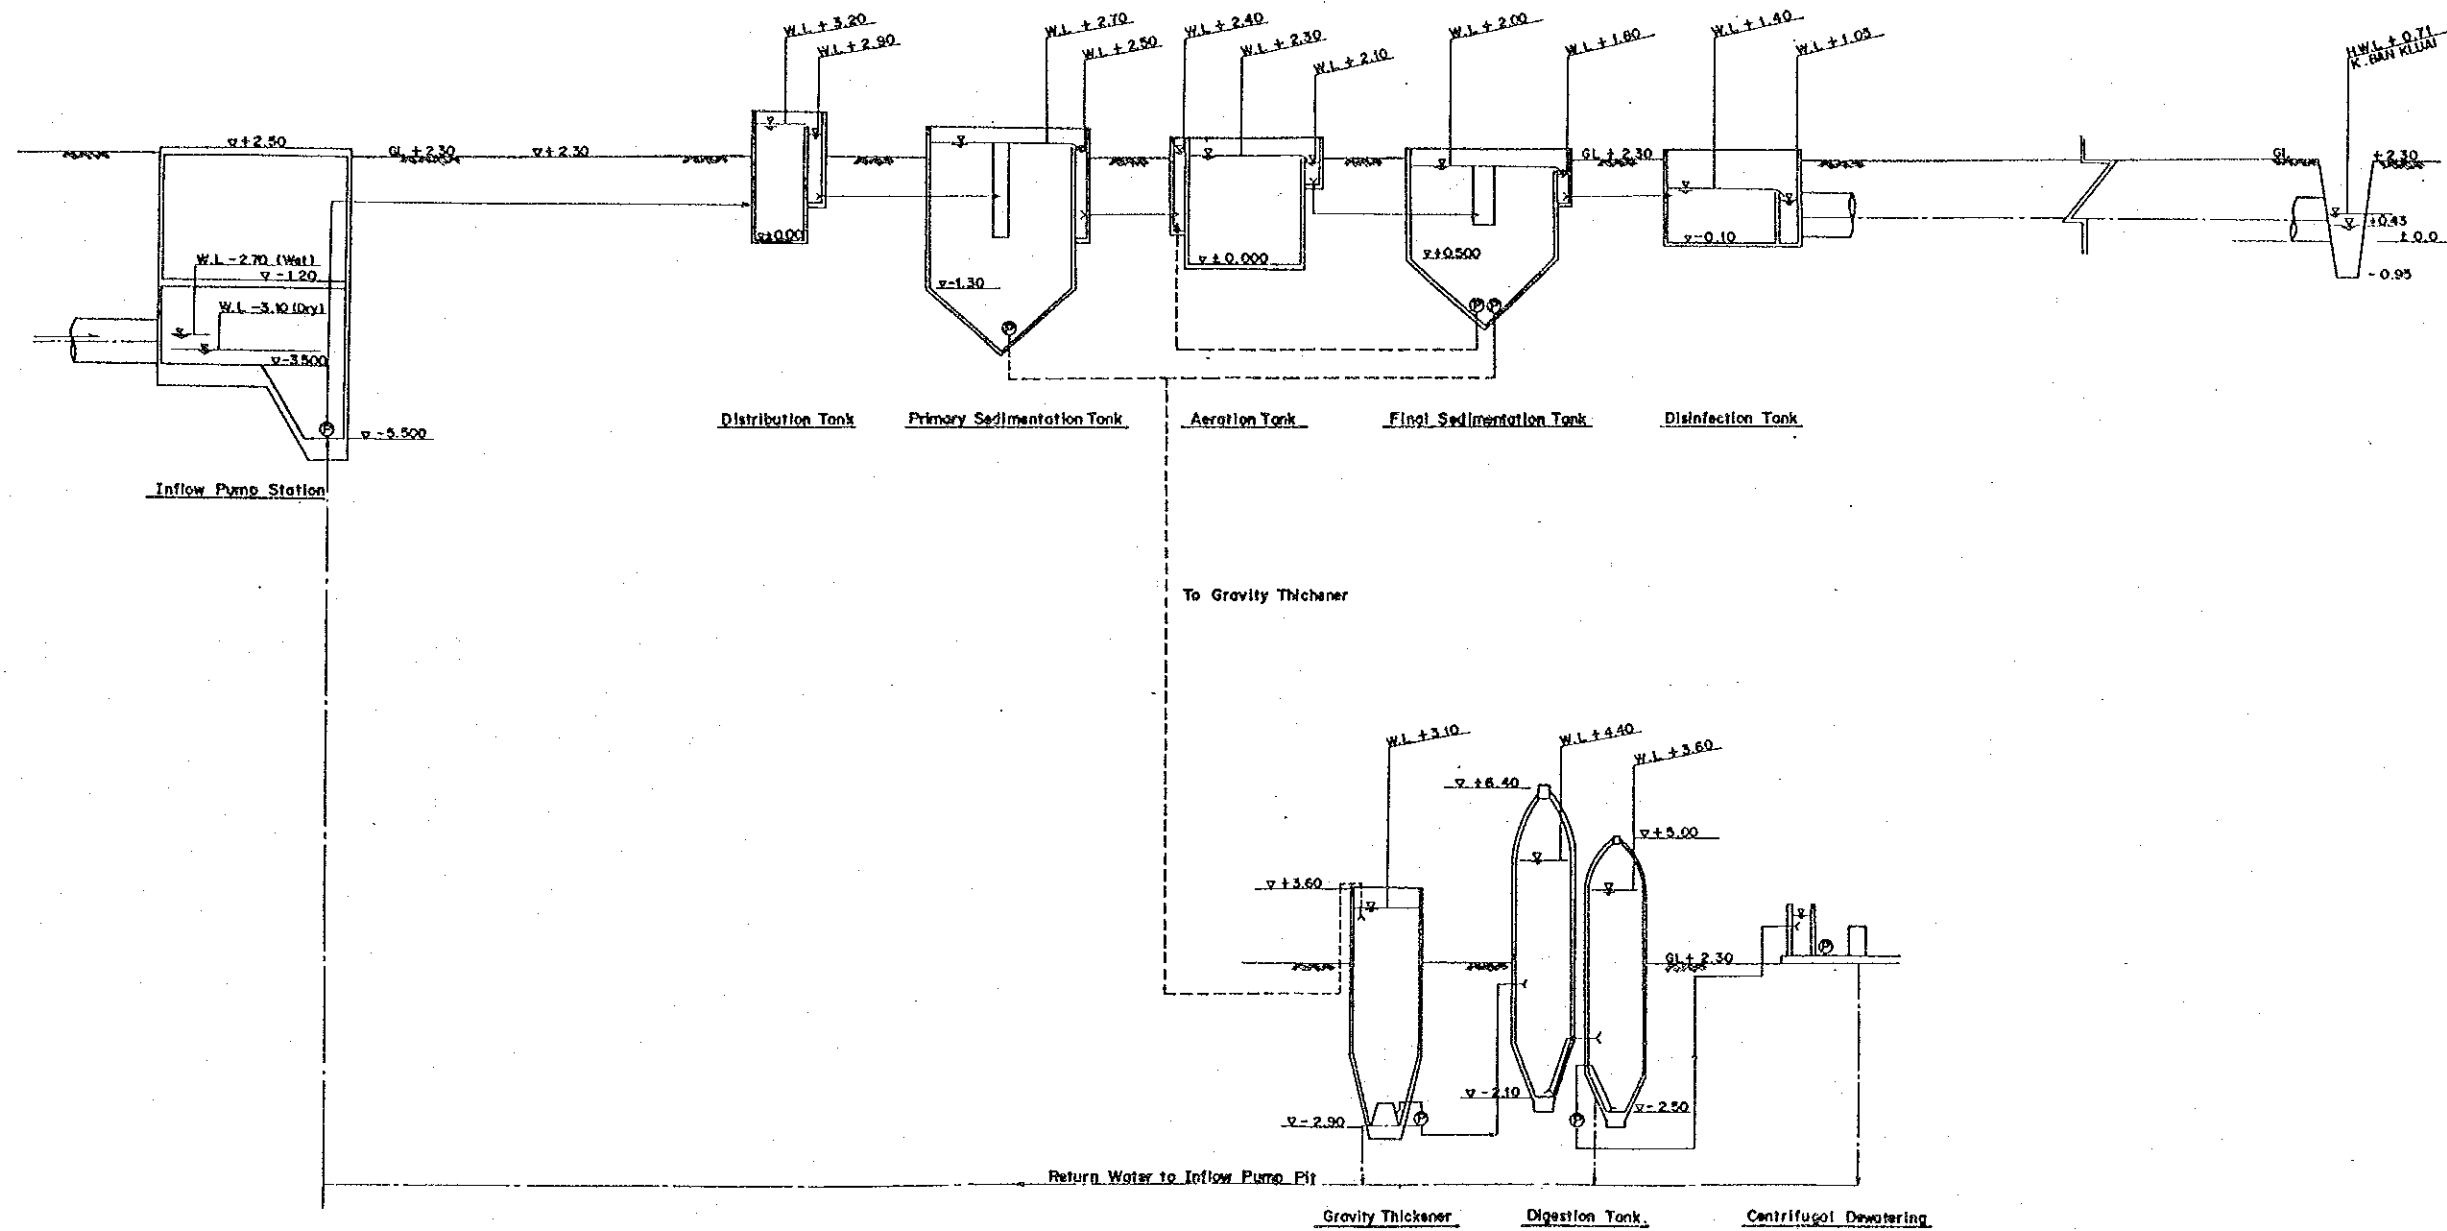 W.L + 3.20
W.L + 2.90
W.L + 2.70
W.L + 2.50
W.L + 2.40
W.L + 2.30
W.L + 2.10
W.L + 2.00
W.L + 1.80
W.L + 1.40
W.L + 1.05
H.W.L + 0.71
K. BAN KLUAI
▽+2.50
GL + 2.30
▽+ 2.30
GL + 2.30
GL
+2.30
W.L -2.70 (Wet)
▽ -1.20
W.L -3.10 (Dry)
▽-3.500
▽ -5.500
▽±0.00
▽-1.30
▽ ± 0.000
▽+0.500
▽-0.10
+0.45
± 0.0
- 0.95
Distribution Tank
Primary Sedimentation Tank
Aeration Tank
Final Sedimentation Tank
Disinfection Tank
Inflow Pump Station
To Gravity Thichener
W.L + 3.10
W.L + 4.40
W.L + 3.60
▽ +6.40
▽+5.00
▽ +3.60
GL+ 2.30
▽ -2.10
▽-2.50
▽-2.90
P
P
P
P
P
P
P
Return Water to Inflow Pump Pit
Gravity Thickener
Digestion Tank.
Centrifugal Dewatering